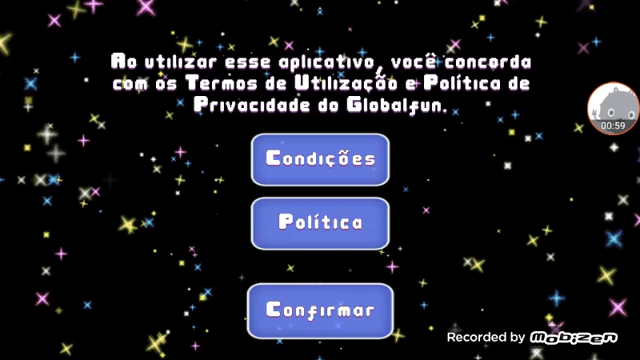 Ao utilizar esse aplicativo, você concorda
com os Termos de Utilização e Política de
Privacidade do Globalfun.
00:59
Condições
Política
Confirmar
Recorded by Mobizen